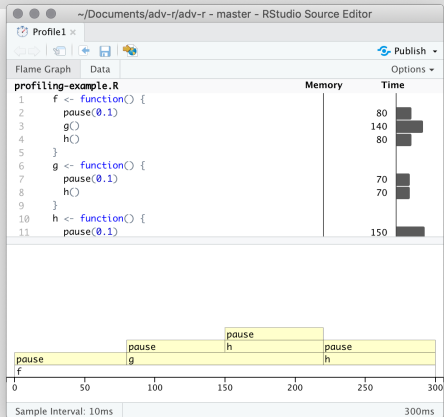 ~/Documents/adv-r/adv-r - master - RStudio Source Editor
Profile1 ×
Publish
Flame Graph Data Options
profiling-example.R Memory Time
1 f <- function() {
2 pause(0.1) 80
3 g() 140
4 h() 80
5 }
6 g <- function() {
7 pause(0.1) 70
8 h() 70
9 }
10 h <- function() {
11 pause(0.1) 150
pause
pause h pause
pause g h
f
0 50 100 150 200 250 300
Sample Interval: 10ms 300ms